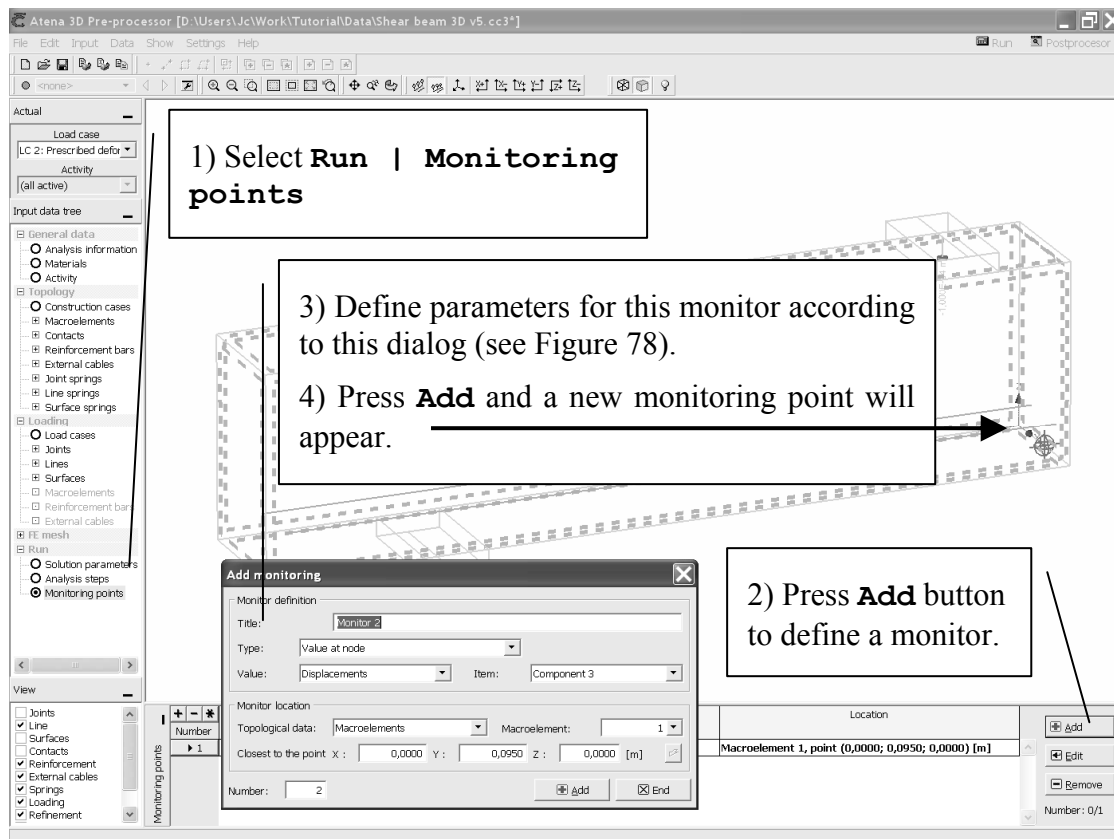 Atena 3D Pre-processor [D:\Users\Jc\Work\Tutorial\Data\Shear beam 3D v5.cc3*]
File Edit Input Data Show Settings Help
Run Postprocesor
<none>
Actual
Load case
LC 2: Prescribed defor
Activity
(all active)
Input data tree
General data
Analysis information
Materials
Activity
Topology
Construction cases
Macroelements
Contacts
Reinforcement bars
External cables
Joint springs
Line springs
Surface springs
Loading
Load cases
Joints
Lines
Surfaces
Macroelements
Reinforcement bars
External cables
FE mesh
Run
Solution parameters
Analysis steps
Monitoring points
View
Joints
Line
Surfaces
Contacts
Reinforcement
External cables
Springs
Loading
Refinement
1) Select Run | Monitoring
points
3) Define parameters for this monitor according
to this dialog (see Figure 78).
4) Press Add and a new monitoring point will
appear.
2) Press Add button
to define a monitor.
Add monitoring
Monitor definition
Title: Monitor 2
Type: Value at node
Value: Displacements Item: Component 3
Monitor location
Topological data: Macroelements Macroelement: 1
Closest to the point X : 0,0000 Y : 0,0950 Z : 0,0000 [m]
Number: 2 Add End
Monitoring points
Number
1
Location
Macroelement 1, point (0,0000; 0,0950; 0,0000) [m]
Add
Edit
Remove
Number: 0/1